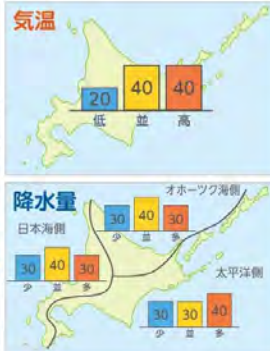 気温
20 40 40
低 並 高
降水量
オホーツク海側
日本海側
30 40 30
少 並 多
太平洋側
30 40 30
少 並 多
30 30 40
少 並 多